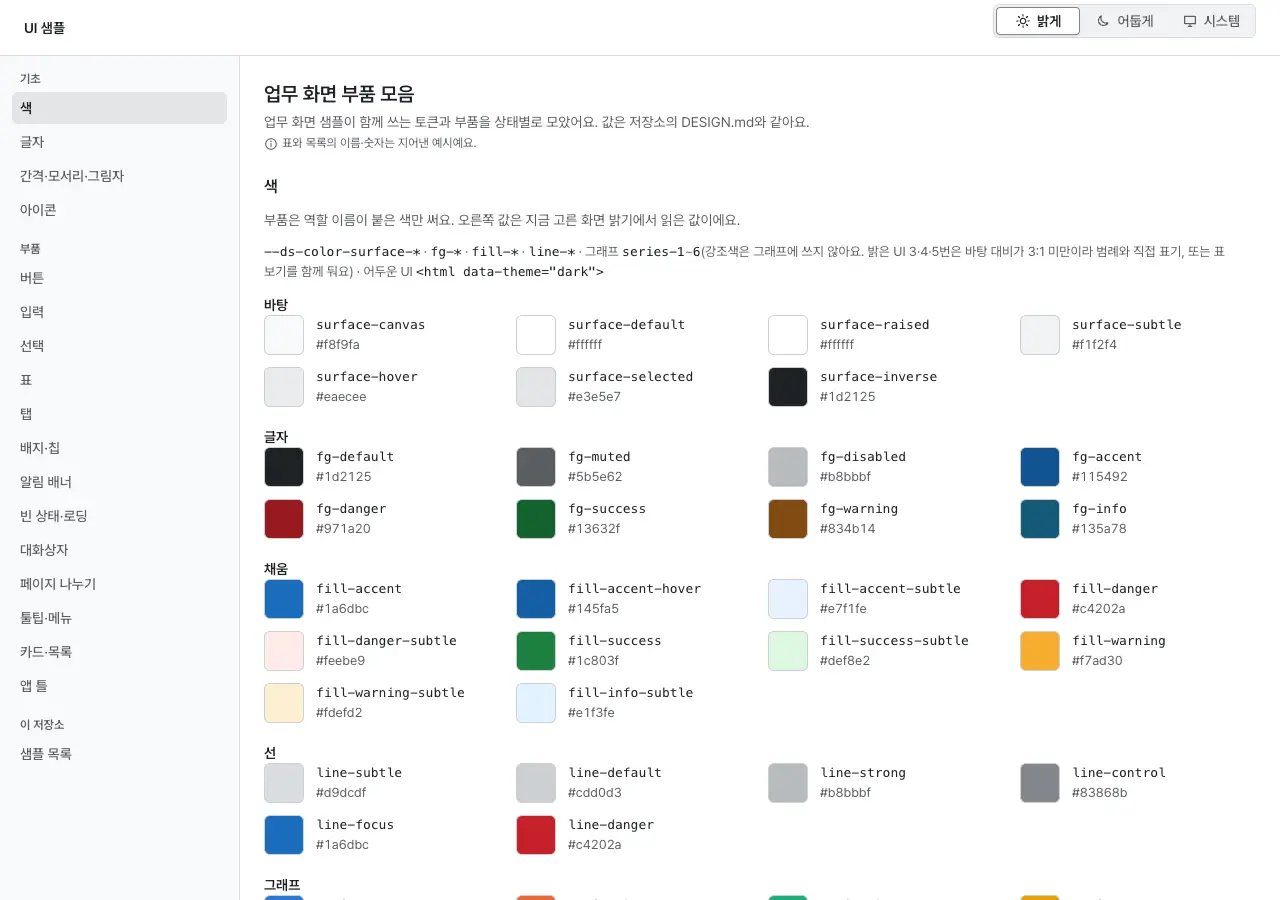 UI 샘플
밝게
어둡게
시스템
기초
색
글자
간격·모서리·그림자
아이콘
부품
버튼
입력
선택
표
탭
배지·칩
알림 배너
빈 상태·로딩
대화상자
페이지 나누기
툴팁·메뉴
카드·목록
앱 틀
이 저장소
샘플 목록
업무 화면 부품 모음
업무 화면 샘플이 함께 쓰는 토큰과 부품을 상태별로 모았어요. 값은 저장소의 DESIGN.md와 같아요.
표와 목록의 이름·숫자는 지어낸 예시예요.
색
부품은 역할 이름이 붙은 색만 써요. 오른쪽 값은 지금 고른 화면 밝기에서 읽은 값이에요.
--ds-color-surface-* · fg-* · fill-* · line-* · 그래프 series-1~6(강조색은 그래프에 쓰지 않아요. 밝은 UI 3·4·5번은 바탕 대비가 3:1 미만이라 범례와 직접 표기, 또는 표
보기를 함께 둬요) · 어두운 UI <html data-theme="dark">
바탕
surface-canvas
#f8f9fa
surface-default
#ffffff
surface-raised
#ffffff
surface-subtle
#f1f2f4
surface-hover
#eaecee
surface-selected
#e3e5e7
surface-inverse
#1d2125
글자
fg-default
#1d2125
fg-muted
#5b5e62
fg-disabled
#b8bbbf
fg-accent
#115492
fg-danger
#971a20
fg-success
#13632f
fg-warning
#834b14
fg-info
#135a78
채움
fill-accent
#1a6dbc
fill-accent-hover
#145fa5
fill-accent-subtle
#e7f1fe
fill-danger
#c4202a
fill-danger-subtle
#feebe9
fill-success
#1c803f
fill-success-subtle
#def8e2
fill-warning
#f7ad30
fill-warning-subtle
#fdefd2
fill-info-subtle
#e1f3fe
선
line-subtle
#d9dcdf
line-default
#cdd0d3
line-strong
#b8bbbf
line-control
#83868b
line-focus
#1a6dbc
line-danger
#c4202a
그래프